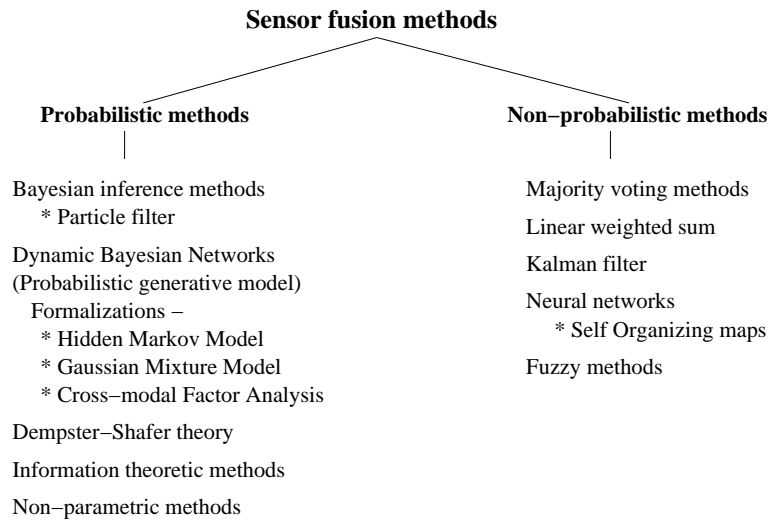 Sensor fusion methods
Probabilistic methods
Non−probabilistic methods
Bayesian inference methods
* Particle filter
Dynamic Bayesian Networks
(Probabilistic generative model)
Formalizations −
* Hidden Markov Model
* Gaussian Mixture Model
* Cross−modal Factor Analysis
Dempster−Shafer theory
Information theoretic methods
Non−parametric methods
Majority voting methods
Linear weighted sum
Kalman filter
Neural networks
* Self Organizing maps
Fuzzy methods